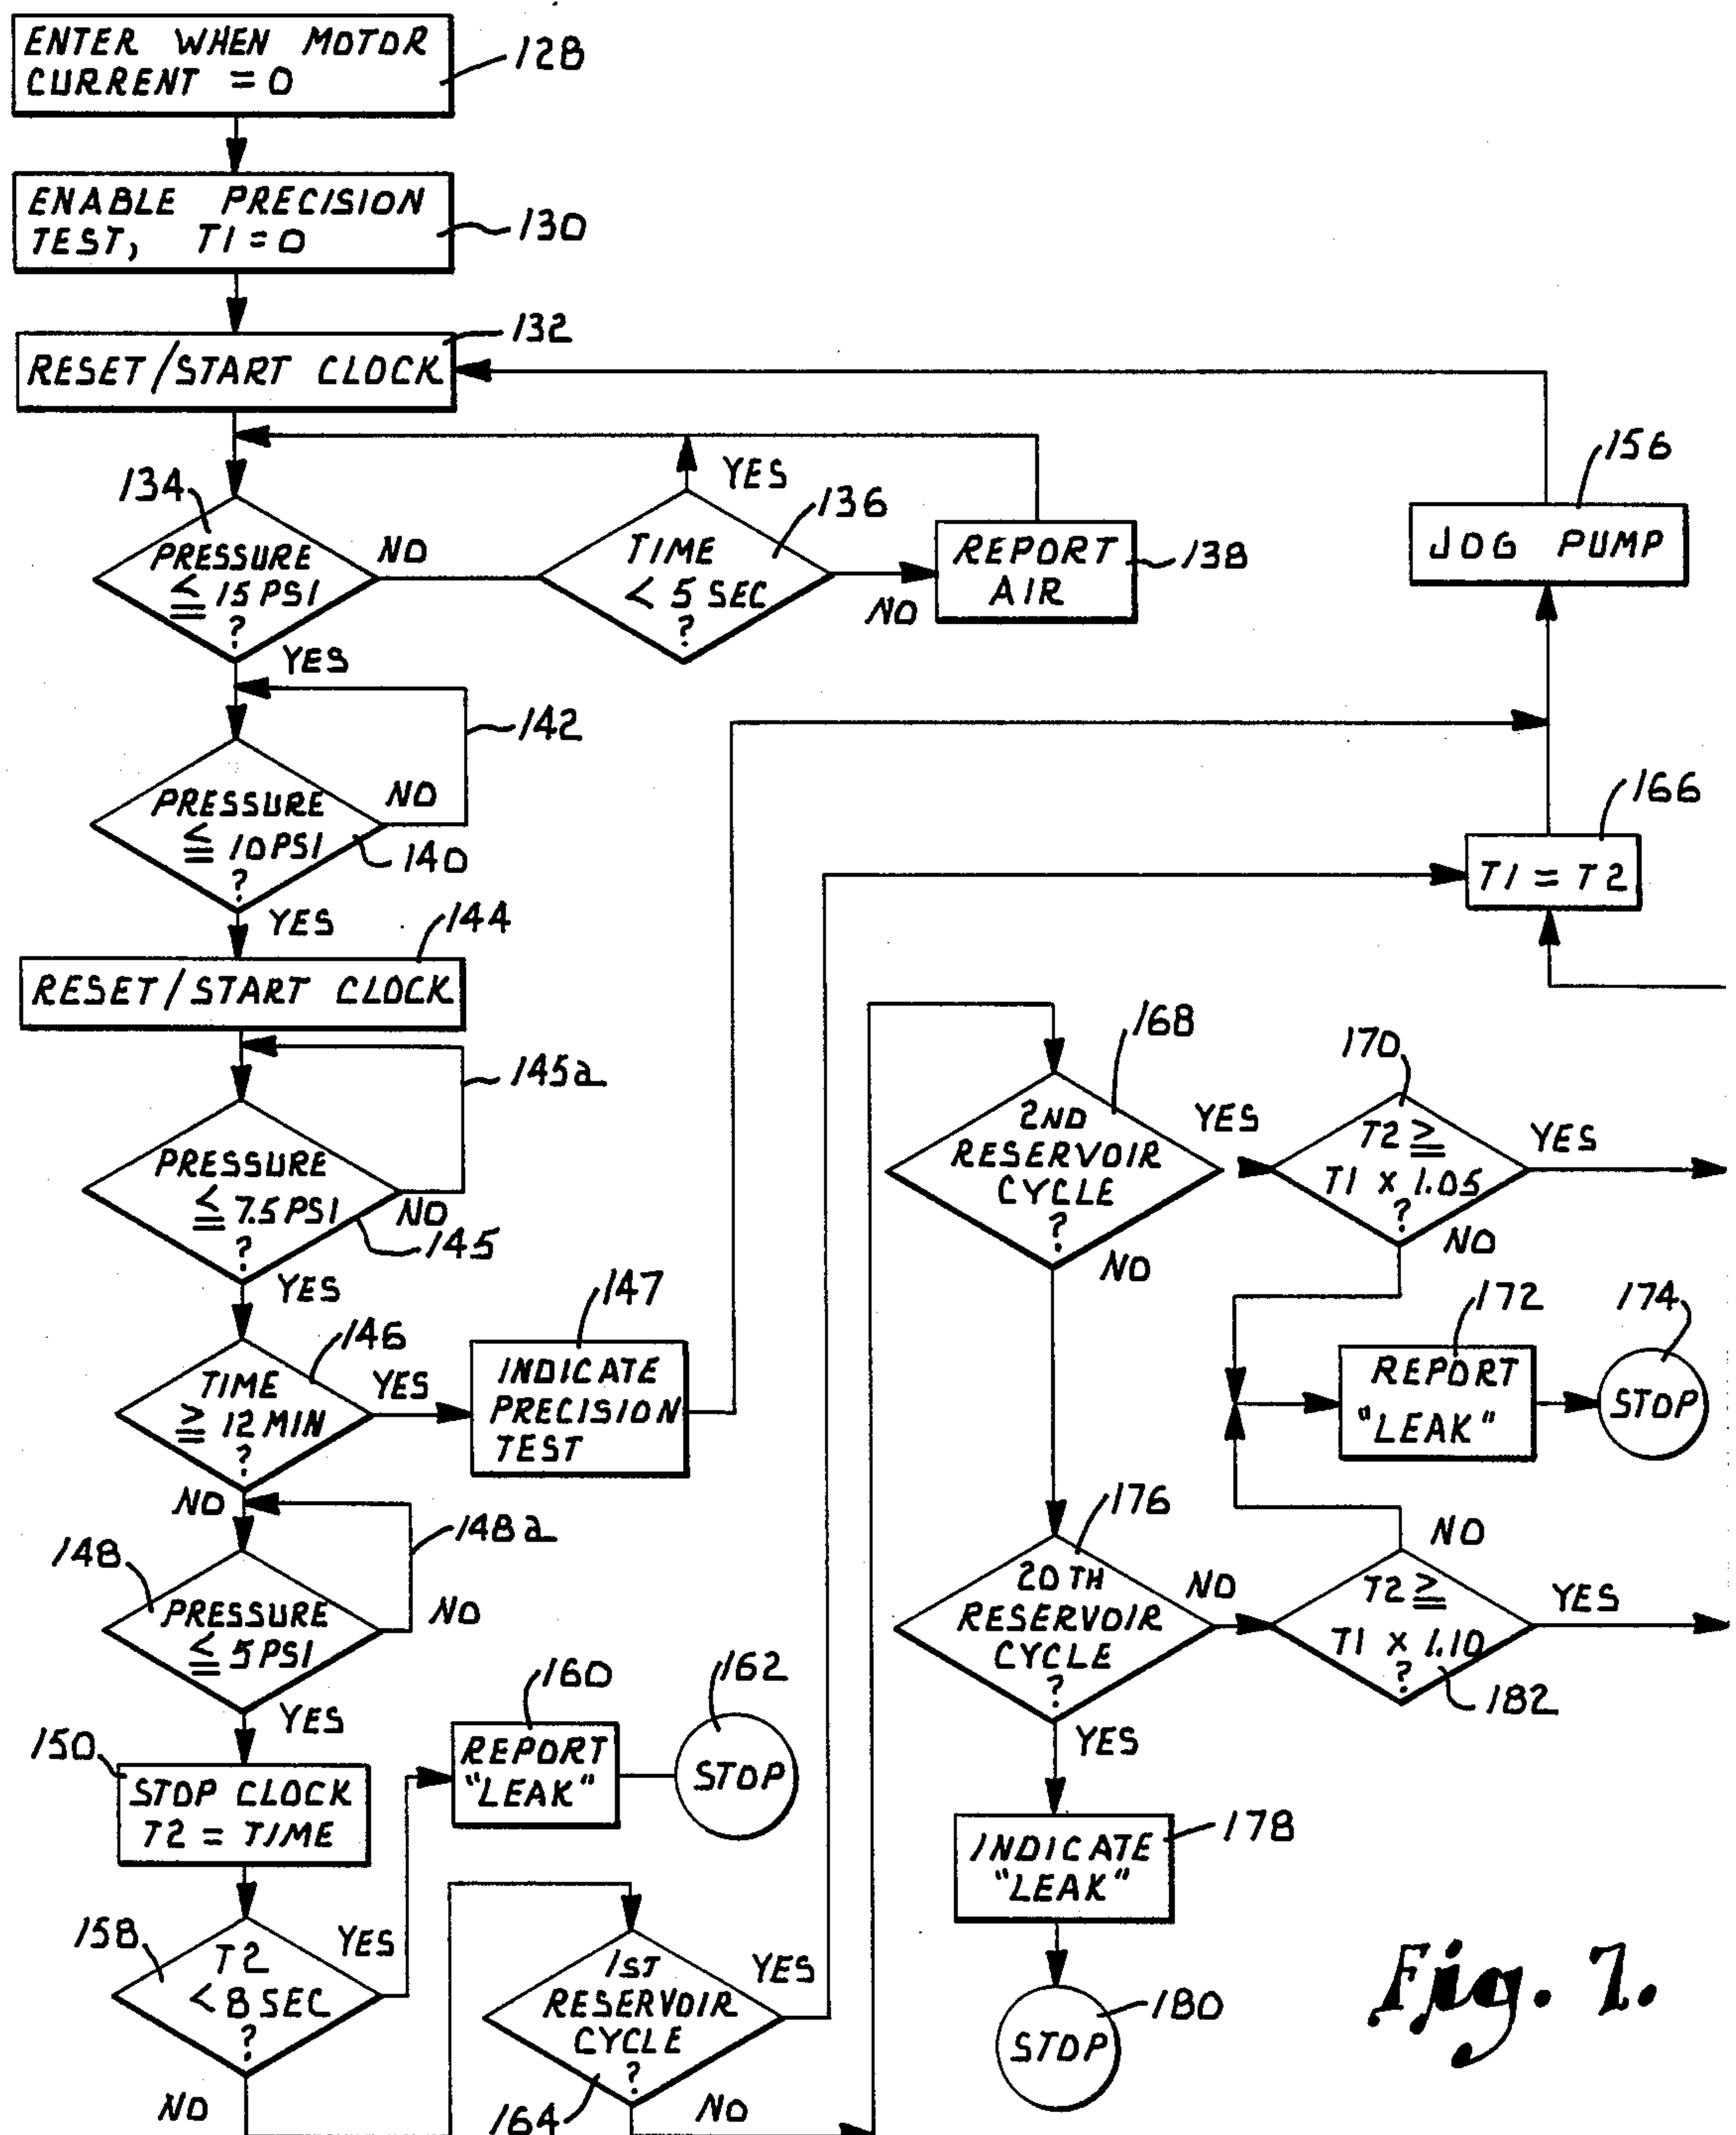 ENTER WHEN MOTOR
CURRENT = 0
128
ENABLE PRECISION
TEST, T1 = 0
130
132
RESET/START CLOCK
134
PRESSURE
≤ 15 PSI
?
NO
YES
136
TIME
< 5 SEC
?
YES
NO
REPORT
AIR
138
156
JOG PUMP
142
PRESSURE
≤ 10 PSI
?
NO
140
YES
166
T1 = T2
144
RESET/START CLOCK
145a
PRESSURE
≤ 7.5 PSI
?
NO
145
YES
146
TIME
≥ 12 MIN
?
YES
NO
147
INDICATE
PRECISION
TEST
148a
148
PRESSURE
≤ 5 PSI
?
NO
YES
150
STOP CLOCK
T2 = TIME
158
T2
< 8 SEC
?
YES
NO
160
REPORT
"LEAK"
162
STOP
1ST
RESERVOIR
CYCLE
?
YES
164
NO
168
2ND
RESERVOIR
CYCLE
?
YES
NO
170
T2 ≥
T1 x 1.05
?
YES
NO
172
REPORT
"LEAK"
174
STOP
176
20TH
RESERVOIR
CYCLE
?
NO
YES
NO
T2 ≥
T1 x 1.10
?
YES
182
INDICATE
"LEAK"
178
STOP
180
Fig. 7.